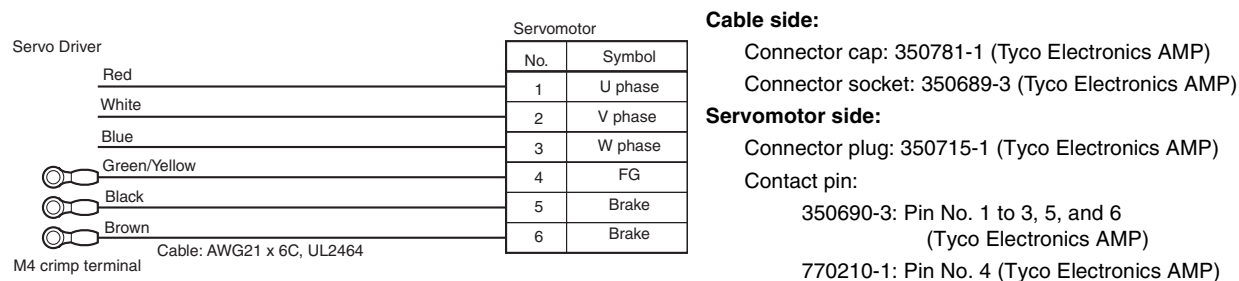 Servo Driver
Servomotor
No. Symbol
Red 1 U phase
White 2 V phase
Blue 3 W phase
Green/Yellow 4 FG
Black 5 Brake
Brown 6 Brake
Cable: AWG21 x 6C, UL2464
M4 crimp terminal
Cable side:
Connector cap: 350781-1 (Tyco Electronics AMP)
Connector socket: 350689-3 (Tyco Electronics AMP)
Servomotor side:
Connector plug: 350715-1 (Tyco Electronics AMP)
Contact pin:
350690-3: Pin No. 1 to 3, 5, and 6
(Tyco Electronics AMP)
770210-1: Pin No. 4 (Tyco Electronics AMP)